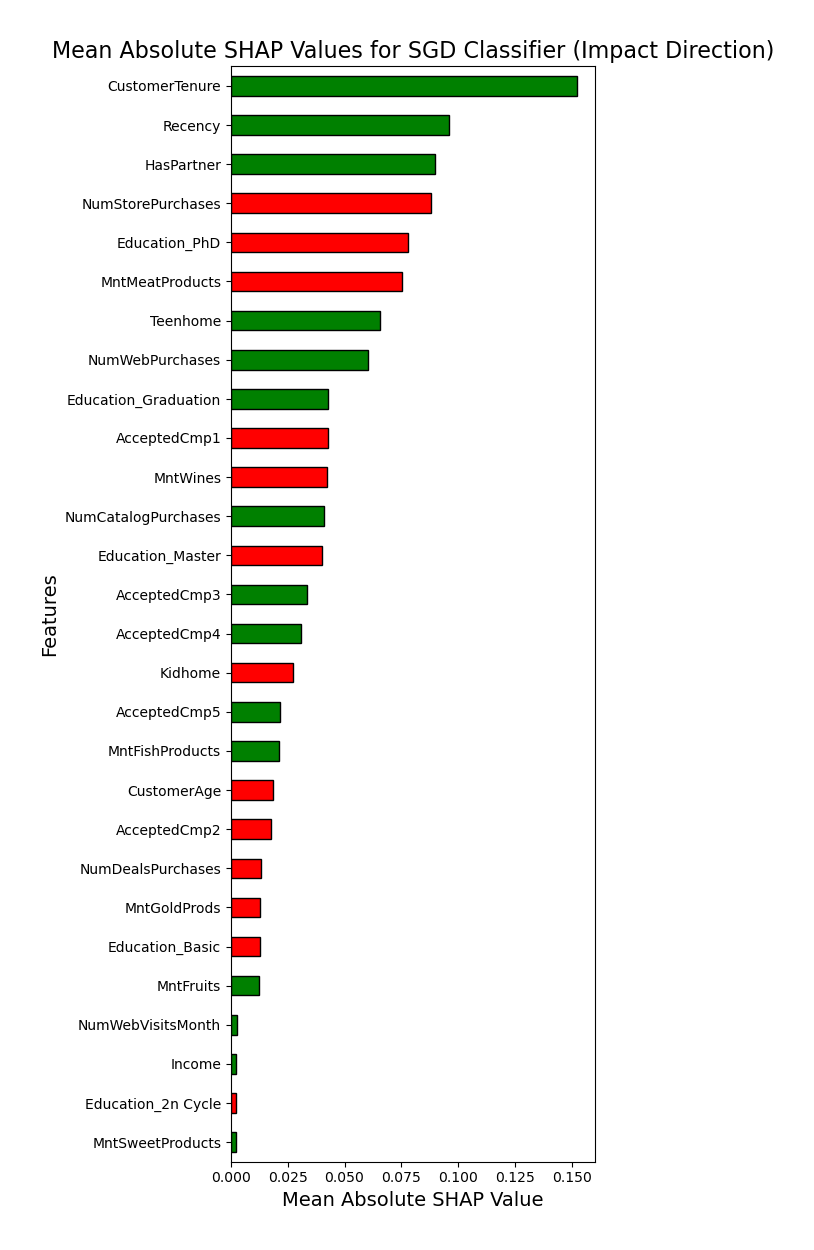 Mean Absolute SHAP Values for SGD Classifier (Impact Direction)
CustomerTenure
Recency
HasPartner
NumStorePurchases
Education_PhD
MntMeatProducts
Teenhome
NumWebPurchases
Education_Graduation
AcceptedCmp1
MntWines
NumCatalogPurchases
Education_Master
AcceptedCmp3
AcceptedCmp4
Kidhome
AcceptedCmp5
MntFishProducts
CustomerAge
AcceptedCmp2
NumDealsPurchases
MntGoldProds
Education_Basic
MntFruits
NumWebVisitsMonth
Income
Education_2n Cycle
MntSweetProducts
Features
0.000 0.025 0.050 0.075 0.100 0.125 0.150
Mean Absolute SHAP Value